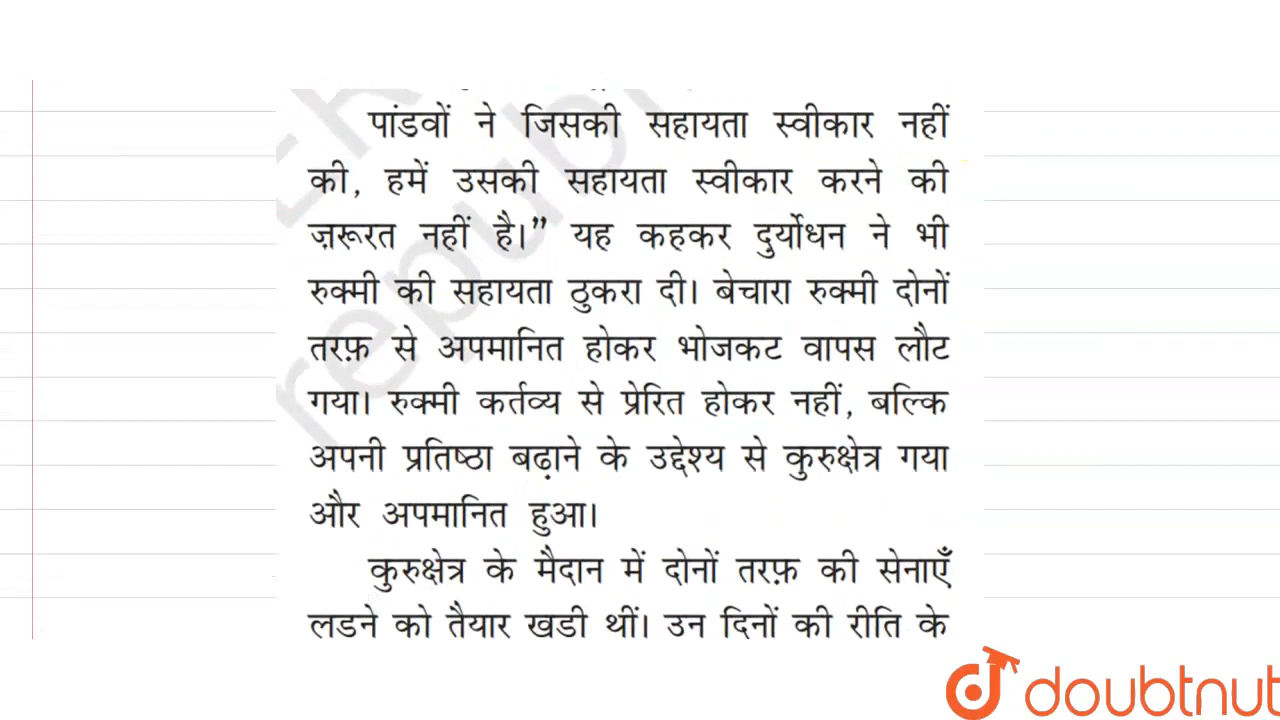 पांडवों ने जिसकी सहायता स्वीकार नहीं
की, हमें उसकी सहायता स्वीकार करने की
ज़रूरत नहीं है।” यह कहकर दुर्योधन ने भी
रुक्मी की सहायता ठुकरा दी। बेचारा रुक्मी दोनों
तरफ़ से अपमानित होकर भोजकट वापस लौट
गया। रुक्मी कर्तव्य से प्रेरित होकर नहीं, बल्कि
अपनी प्रतिष्ठा बढ़ाने के उद्देश्य से कुरुक्षेत्र गया
और अपमानित हुआ।
कुरुक्षेत्र के मैदान में दोनों तरफ़ की सेनाएँ
लडने को तैयार खडी थीं। उन दिनों की रीति के
doubtnut